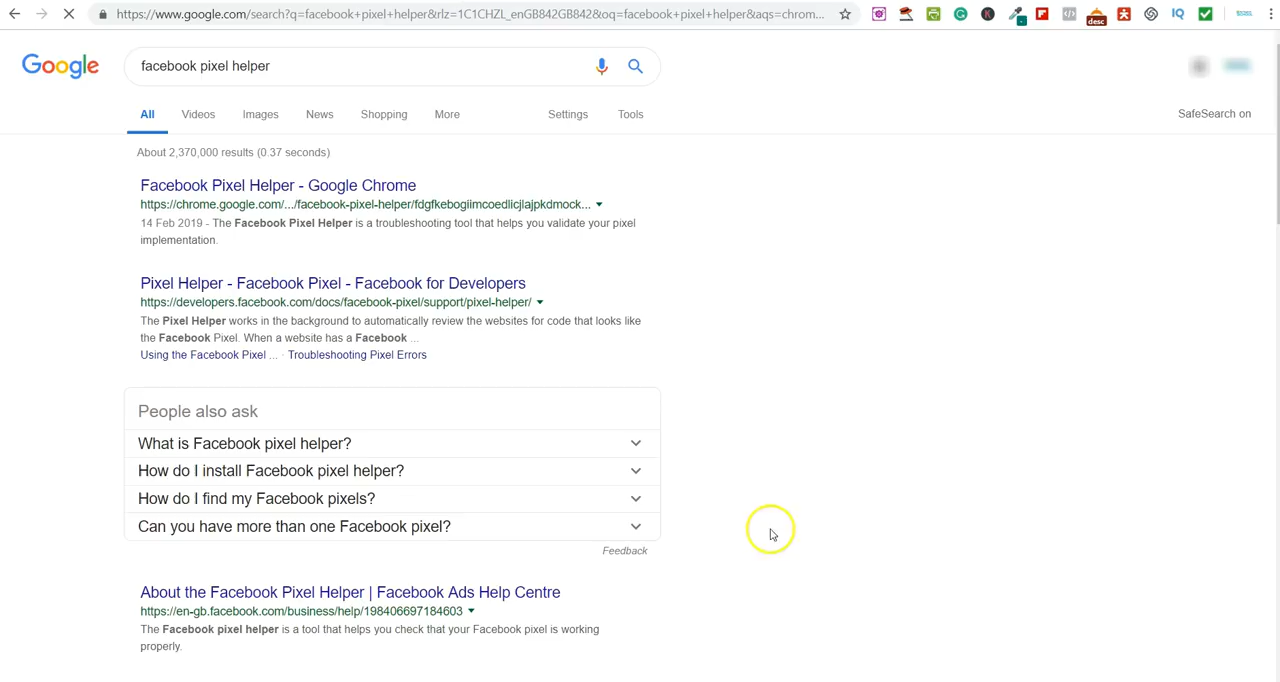 https://www.google.com/search?q=facebook+pixel+helper&rlz=1C1CHZL_enGB842GB842&oq=facebook+pixel+helper&aqs=chrom...
desc
IQ
Google
facebook pixel helper
All Videos Images News Shopping More Settings Tools
SafeSearch on
About 2,370,000 results (0.37 seconds)
Facebook Pixel Helper - Google Chrome
https://chrome.google.com/.../facebook-pixel-helper/fdgfkebogiimcoedlicjlajpkdmock...
14 Feb 2019 - The Facebook Pixel Helper is a troubleshooting tool that helps you validate your pixel
implementation.
Pixel Helper - Facebook Pixel - Facebook for Developers
https://developers.facebook.com/docs/facebook-pixel/support/pixel-helper/
The Pixel Helper works in the background to automatically review the websites for code that looks like
the Facebook Pixel. When a website has a Facebook ...
Using the Facebook Pixel ... · Troubleshooting Pixel Errors
People also ask
What is Facebook pixel helper?
How do I install Facebook pixel helper?
How do I find my Facebook pixels?
Can you have more than one Facebook pixel?
Feedback
About the Facebook Pixel Helper | Facebook Ads Help Centre
https://en-gb.facebook.com/business/help/198406697184603
The Facebook pixel helper is a tool that helps you check that your Facebook pixel is working
properly.